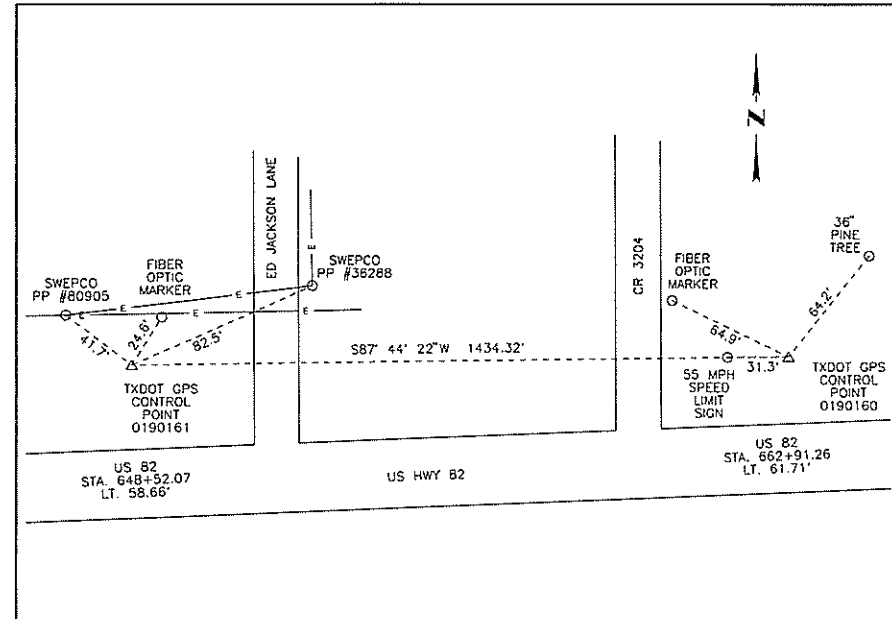 N
36"
PINE
TREE
ED JACKSON LANE
CR 3204
SWEPCO
PP #80905
FIBER
OPTIC
MARKER
SWEPCO
PP #36288
FIBER
OPTIC
MARKER
E
E
E
E
E
41.7'
24.6'
82.5'
64.9'
64.2'
S87° 44' 22"W 1434.32'
31.3'
TXDOT GPS
CONTROL
POINT
0190161
55 MPH
SPEED
LIMIT
SIGN
TXDOT GPS
CONTROL
POINT
0190160
US 82
STA. 648+52.07
LT. 58.66'
US HWY 82
US 82
STA. 662+91.26
LT. 61.71'